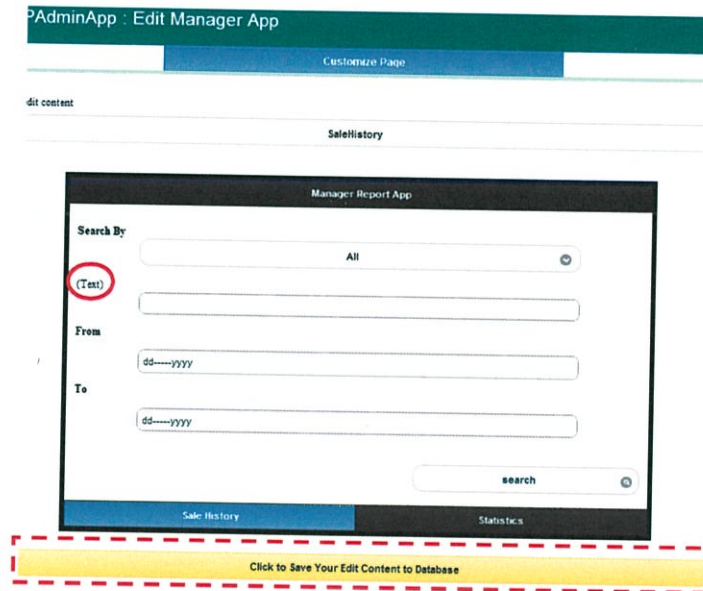 PAdminApp : Edit Manager App
Customize Page
dit content
SaleHistory
Manager Report App
Search By
All
(Text)
From
dd-----yyyy
To
dd-----yyyy
search
Sale History
Statistics
Click to Save Your Edit Content to Database